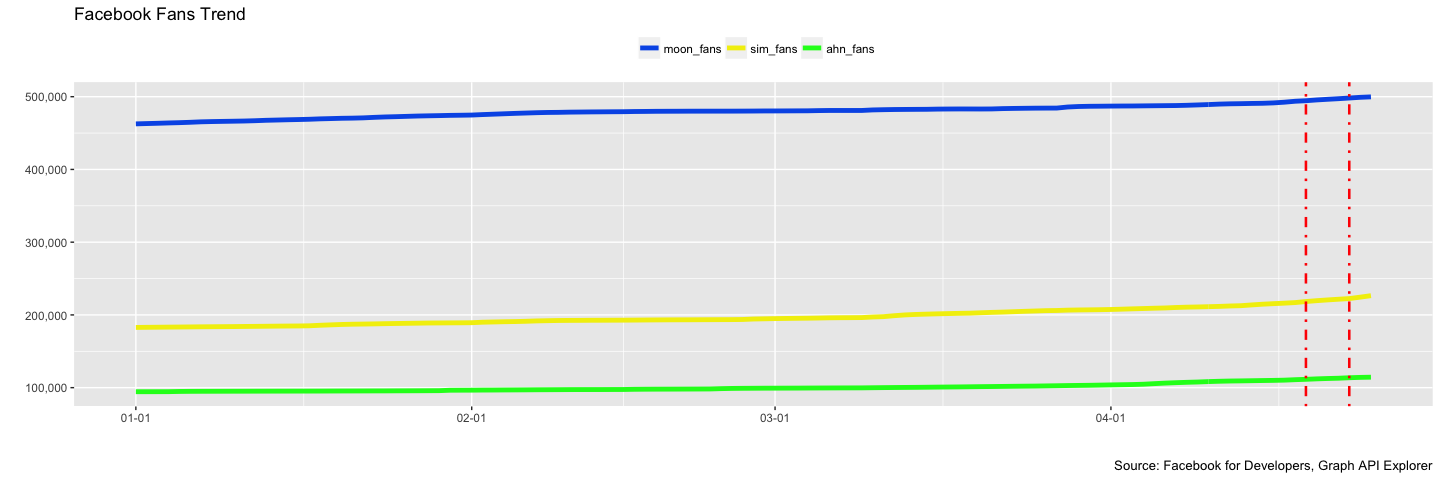 Facebook Fans Trend
moon_fans sim_fans ahn_fans
500,000
400,000
300,000
200,000
100,000
01-01 02-01 03-01 04-01
Source: Facebook for Developers, Graph API Explorer